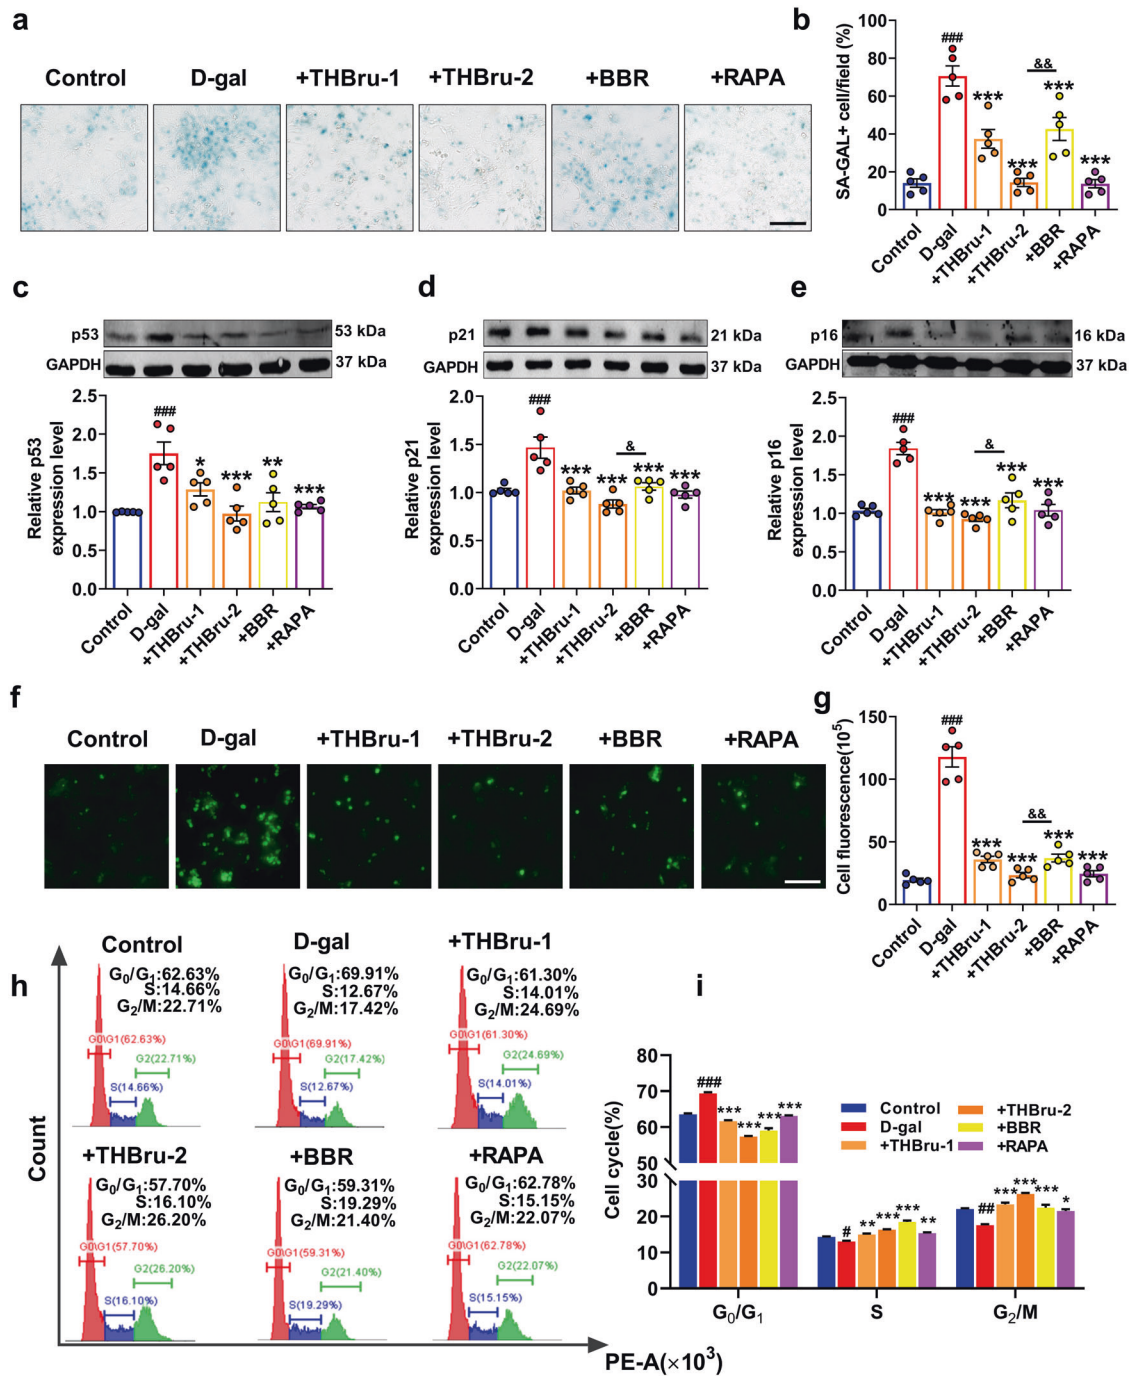 a
Control D-gal +THBru-1 +THBru-2 +BBR +RAPA
b
SA-GAL+ cell/field (%)
100
80
60
40
20
0
###
***
***
&&
***
***
Control D-gal +THBru-1 +THBru-2 +BBR +RAPA
c
p53 53 kDa
GAPDH 37 kDa
Relative p53
expression level
2.5
2.0
1.5
1.0
0.5
0.0
###
*
***
**
***
Control D-gal +THBru-1 +THBru-2 +BBR +RAPA
d
p21 21 kDa
GAPDH 37 kDa
Relative p21
expression level
2.0
1.5
1.0
0.5
0.0
###
***
***
&
***
***
Control D-gal +THBru-1 +THBru-2 +BBR +RAPA
e
p16 16 kDa
GAPDH 37 kDa
Relative p16
expression level
2.5
2.0
1.5
1.0
0.5
0.0
###
***
***
&
***
***
Control D-gal +THBru-1 +THBru-2 +BBR +RAPA
f
Control D-gal +THBru-1 +THBru-2 +BBR +RAPA
g
Cell fluorescence(10⁵)
150
100
50
0
###
***
***
&&
***
***
Control D-gal +THBru-1 +THBru-2 +BBR +RAPA
h
Count
Control
G₀/G₁:62.63%
S:14.66%
G₂/M:22.71%
G0\G1(62.63%)
G2(22.71%)
S(14.66%)
D-gal
G₀/G₁:69.91%
S:12.67%
G₂/M:17.42%
G0\G1(69.91%)
G2(17.42%)
S(12.67%)
+THBru-1
G₀/G₁:61.30%
S:14.01%
G₂/M:24.69%
G0\G1(61.30%)
G2(24.69%)
S(14.01%)
+THBru-2
G₀/G₁:57.70%
S:16.10%
G₂/M:26.20%
G0\G1(57.70%)
G2(26.20%)
S(16.10%)
+BBR
G₀/G₁:59.31%
S:19.29%
G₂/M:21.40%
G0\G1(59.31%)
G2(21.40%)
S(19.29%)
+RAPA
G₀/G₁:62.78%
S:15.15%
G₂/M:22.07%
G0\G1(62.78%)
G2(22.07%)
S(15.15%)
PE-A(×10³)
i
Cell cycle(%)
80
70
60
50
30
20
10
0
###
***
***
***
***
#
**
***
***
**
##
***
***
***
*
Control
D-gal
+THBru-1
+THBru-2
+BBR
+RAPA
G₀/G₁ S G₂/M